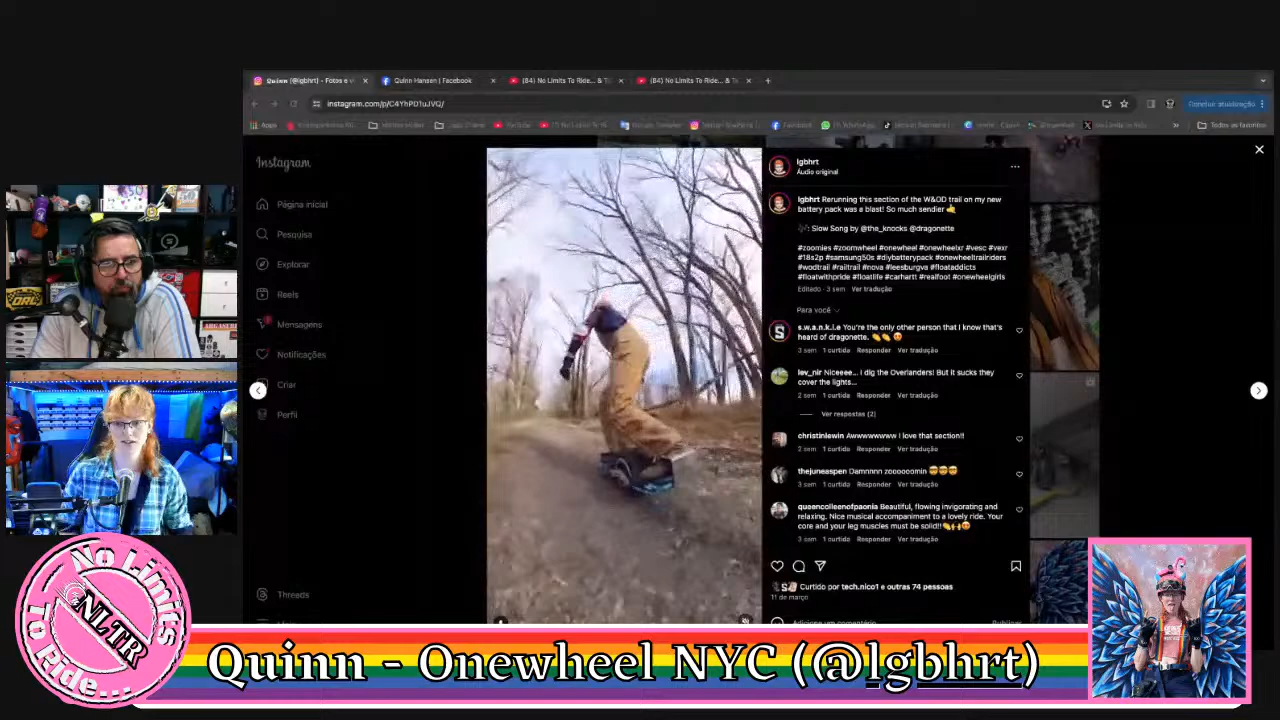 Quinn (@lgbhrt) - Fotos e v
Quinn Hansen | Facebook
(84) No Limits To Ride... & T
(84) No Limits To Ride... & T
instagram.com/p/C4YhPD1uJVQ/
Apps
Todos os favoritos
Instagram
Página inicial
Pesquisa
Explorar
Reels
Mensagens
Notificações
Criar
Perfil
Threads
lgbhrt
Áudio original
lgbhrt Rerunning this section of the W&OD trail on my new
battery pack was a blast! So much sendier 🤙
🎶: Slow Song by @the_knocks @dragonette
#zoomies #zoomwheel #onewheel #onewheelxr #vesc #vexr
#18s2p #samsung50s #diybatterypack #onewheeltrailriders
#wodtrail #railtrail #nova #leesburgva #floataddicts
#floatwithpride #floatlife #carhartt #realfoot #onewheelgirls
Editado · 3 sem Ver tradução
Para você
s.w.a.n.k.l.e You're the only other person that I know that's
heard of dragonette. 👏👏😍
3 sem 1 curtida Responder Ver tradução
lev_nir Niceeee... I dig the Overlanders! But it sucks they
cover the lights...
2 sem 1 curtida Responder Ver tradução
Ver respostas (2)
christinlewin Awwwwwwww I love that section!!
2 sem 1 curtida Responder Ver tradução
thejuneaspen Damnnnn zooooomin 🤯🤯🤯
3 sem 1 curtida Responder Ver tradução
queencolleenofpaonia Beautiful, flowing invigorating and
relaxing. Nice musical accompaniment to a lovely ride. Your
core and your leg muscles must be solid!!
3 sem 1 curtida Responder Ver tradução
Curtido por tech.nico1 e outras 74 pessoas
11 de março
Adicione um comentário
Publicar
No Limits
NLTR
To Ride...
Quinn - Onewheel NYC (@lgbhrt)